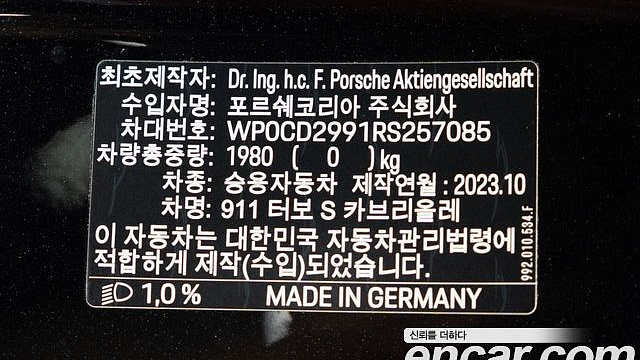 최초제작자: Dr. Ing. h.c. F. Porsche Aktiengesellschaft
수입자명: 포르쉐코리아 주식회사
차대번호: WP0CD2991RS257085
차량총중량: 1980 ( 0 )kg
차종: 승용자동차 제작연월: 2023.10
차명: 911 터보 S 카브리올레
이 자동차는 대한민국 자동차관리법령에
적합하게 제작(수입)되었습니다.
992.010.534.F
1,0 % MADE IN GERMANY
신뢰를 더하다
encar.com